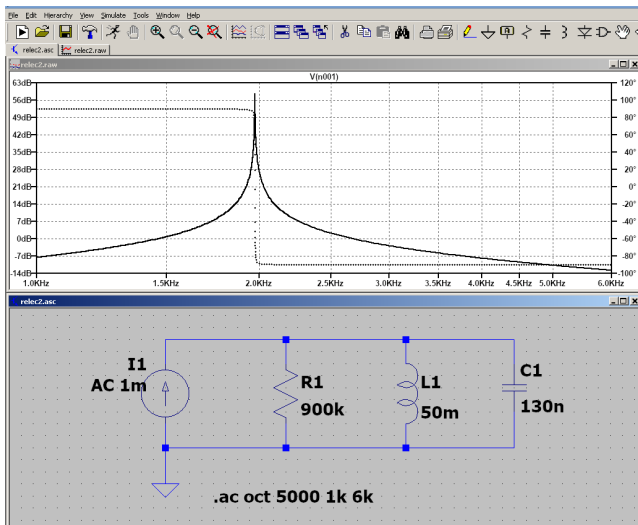 File Edit Hierarchy View Simulate Tools Window Help
relec2.asc relec2.raw
relec2.raw
V(n001)
63dB 120°
56dB 100°
49dB 80°
42dB 60°
35dB 40°
28dB 20°
21dB 0°
14dB -20°
7dB -40°
0dB -60°
-7dB -80°
-14dB -100°
1.0KHz 1.5KHz 2.0KHz 2.5KHz 3.0KHz 3.5KHz 4.0KHz 4.5KHz 5.0KHz 6.0KHz
relec2.asc
I1
AC 1m
R1
900k
L1
50m
C1
130n
.ac oct 5000 1k 6k